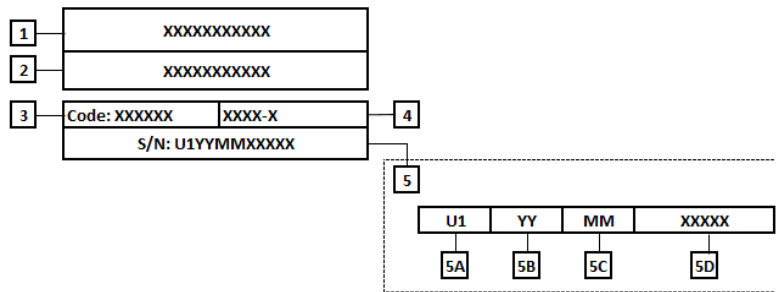 1 XXXXXXXXXXX
2 XXXXXXXXXXX
3 Code: XXXXXX XXXX-X 4
S/N: U1YYMMXXXXX
5
U1 YY MM XXXXX
5A 5B 5C 5D